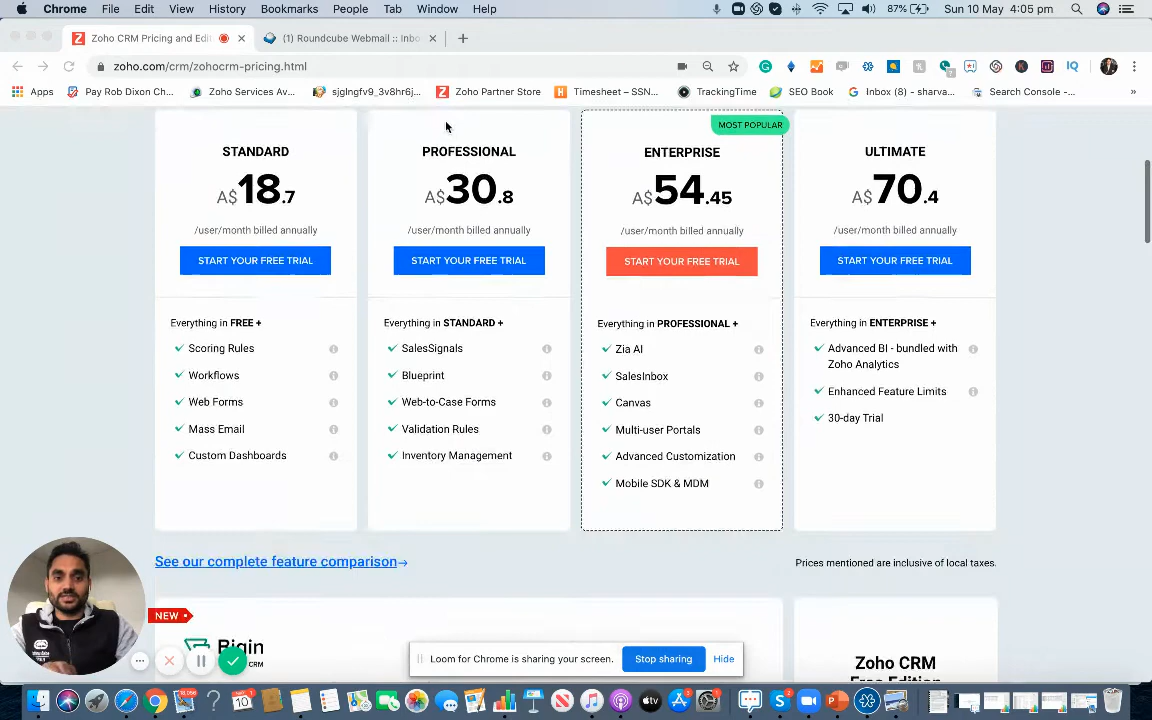 Chrome File Edit View History Bookmarks People Tab Window Help 87% Sun 10 May 4:05 pm
Zoho CRM Pricing and Edi (1) Roundcube Webmail :: Inbo
zoho.com/crm/zohocrm-pricing.html
Apps Pay Rob Dixon Ch... Zoho Services Av... sjglngfv9_3v8hr6j... Zoho Partner Store Timesheet – SSN... TrackingTime SEO Book Inbox (8) - sharva... Search Console -... »
MOST POPULAR
STANDARD PROFESSIONAL ENTERPRISE ULTIMATE
A$18.7 A$30.8 A$54.45 A$70.4
/user/month billed annually /user/month billed annually /user/month billed annually /user/month billed annually
START YOUR FREE TRIAL START YOUR FREE TRIAL START YOUR FREE TRIAL START YOUR FREE TRIAL
Everything in FREE + Everything in STANDARD + Everything in PROFESSIONAL + Everything in ENTERPRISE +
Scoring Rules SalesSignals Zia AI Advanced BI - bundled with
Zoho Analytics
Workflows Blueprint SalesInbox Enhanced Feature Limits
Web Forms Web-to-Case Forms Canvas 30-day Trial
Mass Email Validation Rules Multi-user Portals
Custom Dashboards Inventory Management Advanced Customization
Mobile SDK & MDM
See our complete feature comparison→ Prices mentioned are inclusive of local taxes.
NEW
Bigin
CRM
Loom for Chrome is sharing your screen. Stop sharing Hide
Zoho CRM
Free Edition